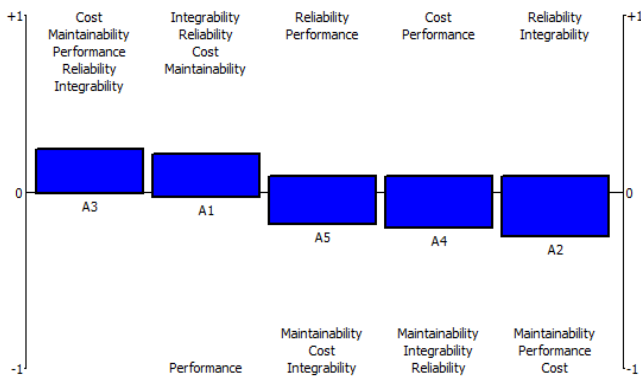 +1
Cost
Maintainability
Performance
Reliability
Integrability
Integrability
Reliability
Cost
Maintainability
Reliability
Performance
Cost
Performance
Reliability
Integrability
+1
0
0
A3
A1
A5
A4
A2
Performance
Maintainability
Cost
Integrability
Maintainability
Integrability
Reliability
Maintainability
Performance
Cost
-1
-1